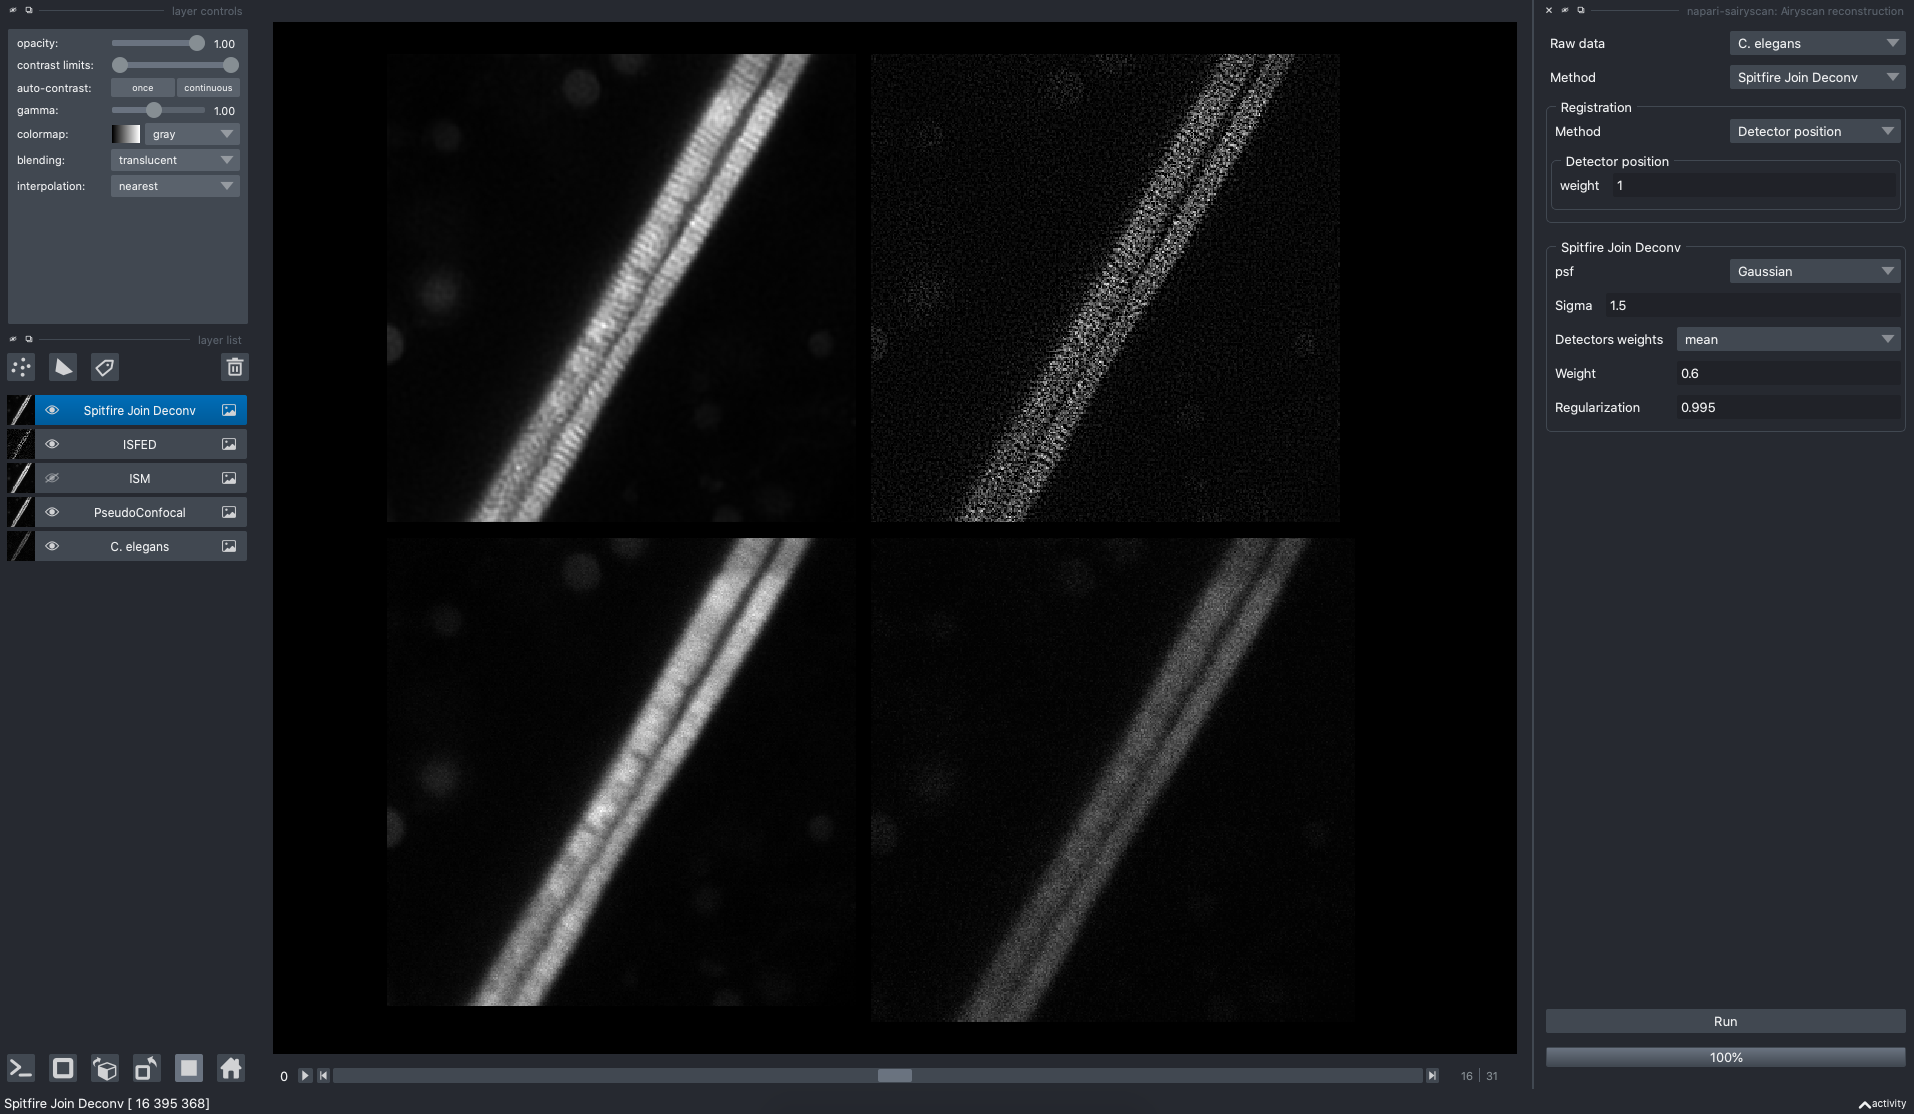 layer controls
opacity: 1.00
contrast limits:
auto-contrast: once continuous
gamma: 1.00
colormap: gray
blending: translucent
interpolation: nearest
layer list
Spitfire Join Deconv
ISFED
ISM
PseudoConfocal
C. elegans
0 16 31
Spitfire Join Deconv [ 16 395 368]
napari-sairyscan: Airyscan reconstruction
Raw data C. elegans
Method Spitfire Join Deconv
Registration
Method Detector position
Detector position
weight 1
Spitfire Join Deconv
psf Gaussian
Sigma 1.5
Detectors weights mean
Weight 0.6
Regularization 0.995
Run
100%
activity